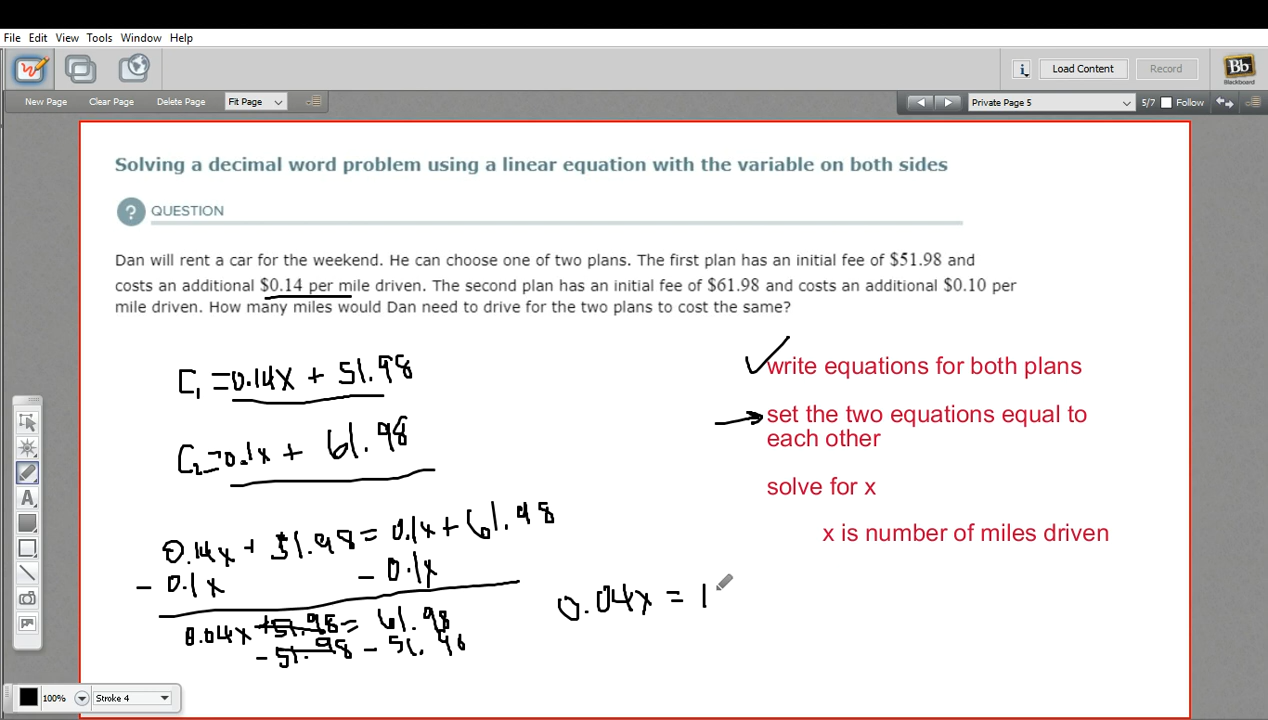 File Edit View Tools Window Help
i Load Content Record Bb
Blackboard
New Page Clear Page Delete Page Fit Page Private Page 5 5/7 Follow
Solving a decimal word problem using a linear equation with the variable on both sides
? QUESTION
Dan will rent a car for the weekend. He can choose one of two plans. The first plan has an initial fee of $51.98 and
costs an additional $0.14 per mile driven. The second plan has an initial fee of $61.98 and costs an additional $0.10 per
mile driven. How many miles would Dan need to drive for the two plans to cost the same?
C₁ = 0.14x + 51.98
C₂ = 0.1x + 61.98
0.14x + 51.98 = 0.1x + 61.98
- 0.1x - 0.1x
0.04x + 51.98 = 61.98
- 51.98 - 51.98
0.04x = 1
write equations for both plans
set the two equations equal to
each other
solve for x
x is number of miles driven
A
100% Stroke 4